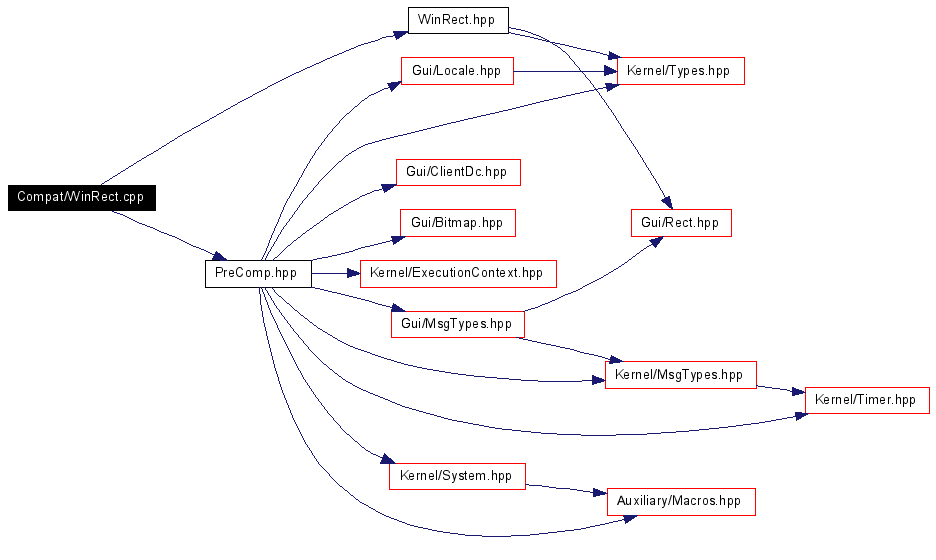 WinRect.hpp
Gui/Locale.hpp
Kernel/Types.hpp
Gui/ClientDc.hpp
Compat/WinRect.cpp
Gui/Bitmap.hpp
Gui/Rect.hpp
PreComp.hpp
Kernel/ExecutionContext.hpp
Gui/MsgTypes.hpp
Kernel/MsgTypes.hpp
Kernel/Timer.hpp
Kernel/System.hpp
Auxiliary/Macros.hpp